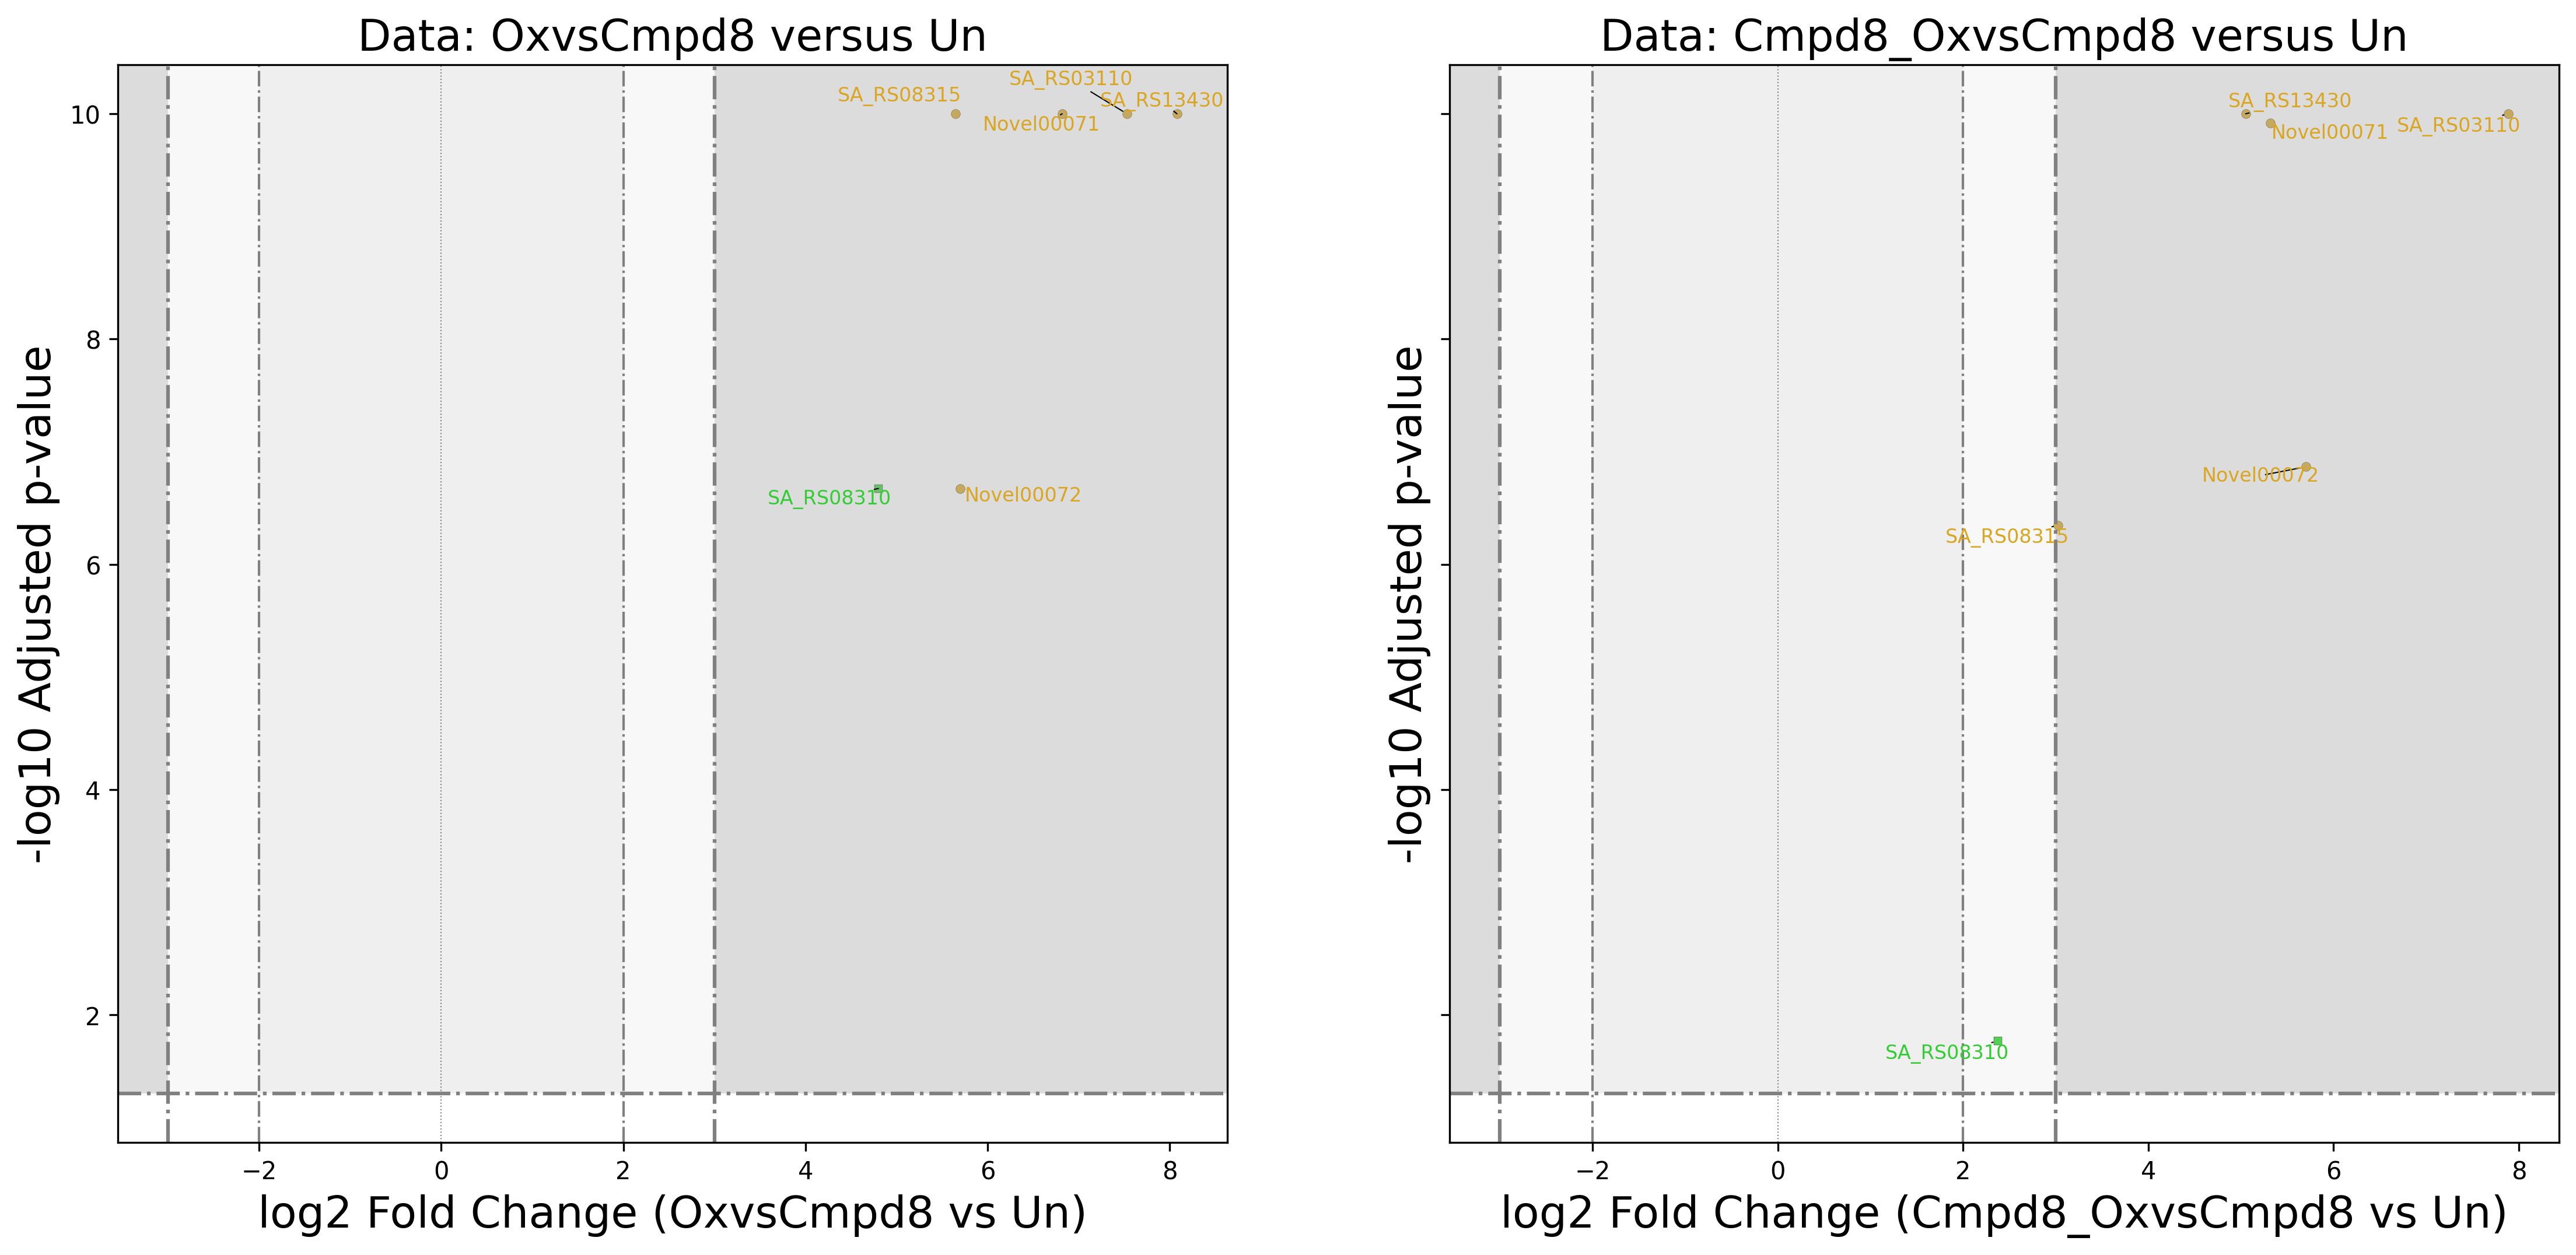 Data: OxvsCmpd8 versus Un
SA_RS03110
SA_RS08315
SA_RS13430
Novel00071
SA_RS08310
Novel00072
10
8
6
4
2
−2
0
2
4
6
8
-log10 Adjusted p-value
log2 Fold Change (OxvsCmpd8 vs Un)
Data: Cmpd8_OxvsCmpd8 versus Un
SA_RS13430
Novel00071
SA_RS03110
Novel00072
SA_RS08315
SA_RS08310
−2
0
2
4
6
8
-log10 Adjusted p-value
log2 Fold Change (Cmpd8_OxvsCmpd8 vs Un)